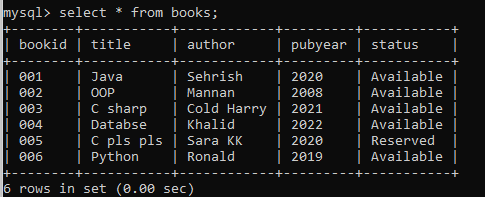 mysql> select * from books;
+--------+------------+------------+---------+-----------+
| bookid | title      | author     | pubyear | status    |
+--------+------------+------------+---------+-----------+
| 001    | Java       | Sehrish    | 2020    | Available |
| 002    | OOP        | Mannan     | 2008    | Available |
| 003    | C sharp    | Cold Harry | 2021    | Available |
| 004    | Databse    | Khalid     | 2022    | Available |
| 005    | C pls pls  | Sara KK    | 2020    | Reserved  |
| 006    | Python     | Ronald     | 2019    | Available |
+--------+------------+------------+---------+-----------+
6 rows in set (0.00 sec)